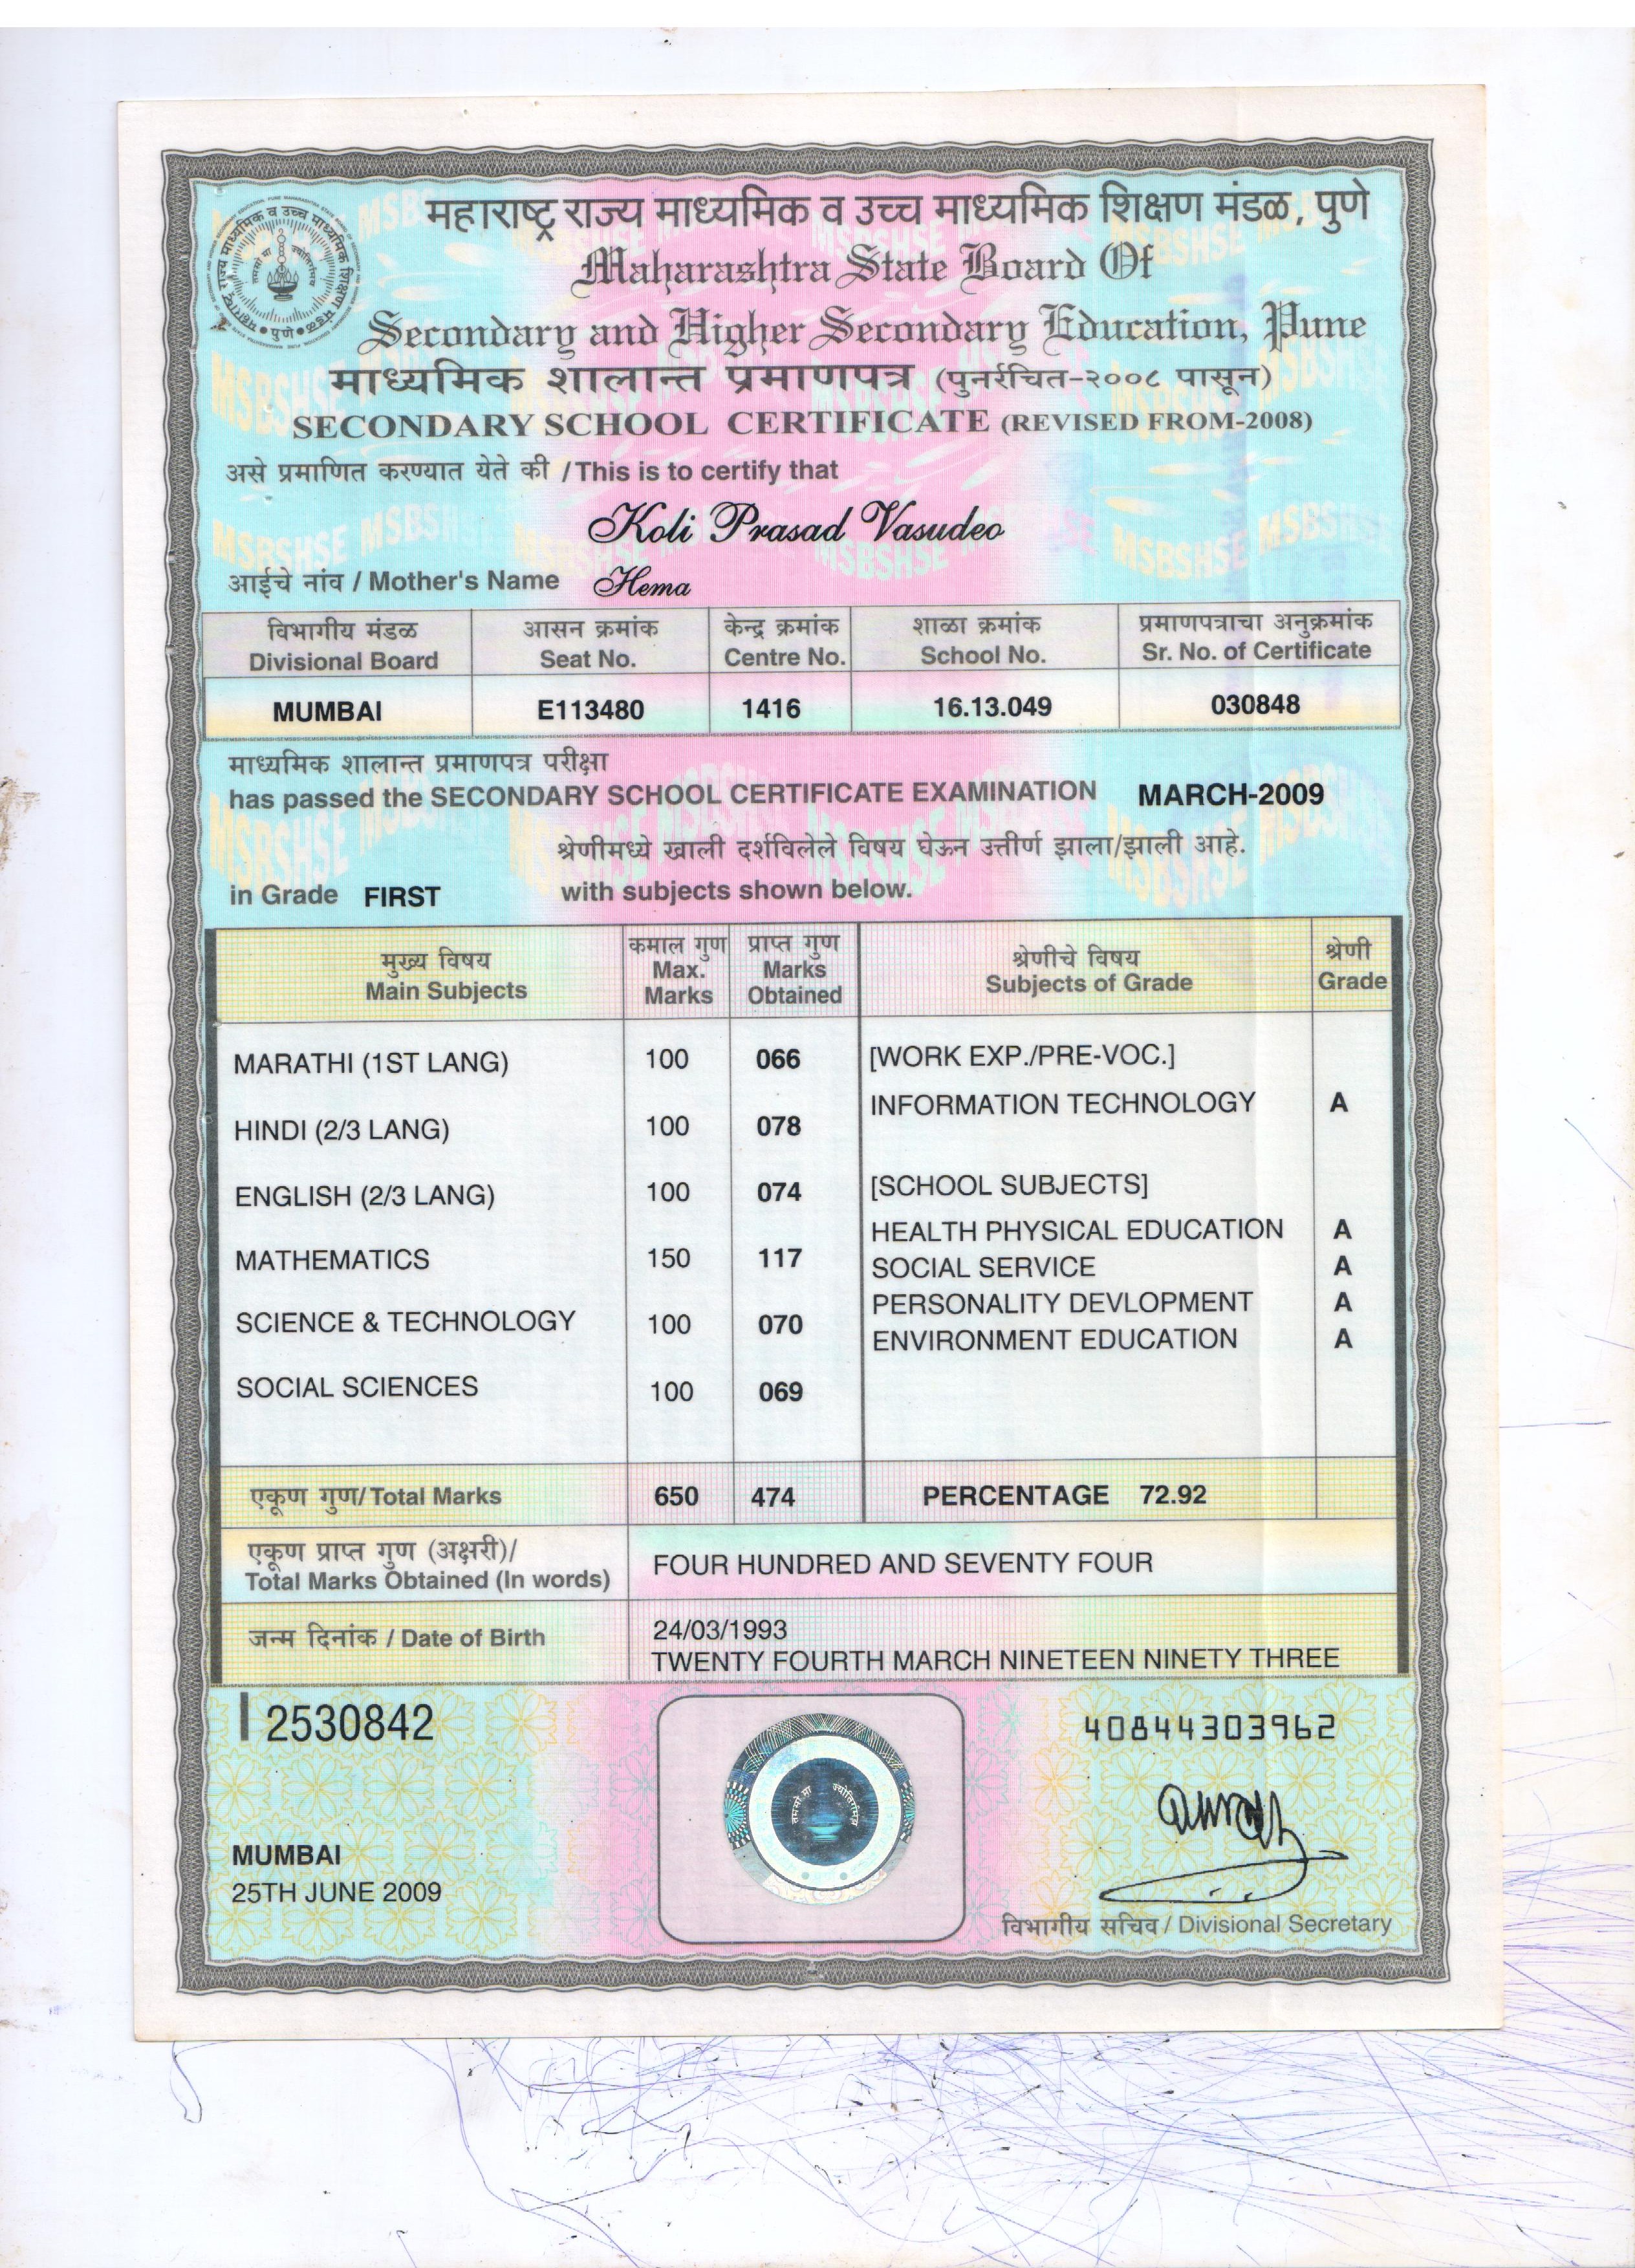 महाराष्ट्र राज्य माध्यमिक व उच्च माध्यमिक शिक्षण मंडळ, पुणे
Maharashtra State Board Of
Secondary and Higher Secondary Education, Pune
माध्यमिक शालान्त प्रमाणपत्र (पुनर्रचित-२००८ पासून)
SECONDARY SCHOOL CERTIFICATE (REVISED FROM-2008)
असे प्रमाणित करण्यात येते की / This is to certify that
Koli Prasad Vasudeo
आईचे नांव / Mother's Name Hema
विभागीय मंडळ आसन क्रमांक केन्द्र क्रमांक शाळा क्रमांक प्रमाणपत्राचा अनुक्रमांक
Divisional Board Seat No. Centre No. School No. Sr. No. of Certificate
MUMBAI E113480 1416 16.13.049 030848
माध्यमिक शालान्त प्रमाणपत्र परीक्षा
has passed the SECONDARY SCHOOL CERTIFICATE EXAMINATION MARCH-2009
श्रेणीमध्ये खाली दर्शविलेले विषय घेऊन उत्तीर्ण झाला/झाली आहे.
in Grade FIRST with subjects shown below.
मुख्य विषय कमाल गुण प्राप्त गुण श्रेणीचे विषय श्रेणी
Main Subjects Max. Marks Marks Obtained Subjects of Grade Grade
MARATHI (1ST LANG) 100 066 [WORK EXP./PRE-VOC.]
INFORMATION TECHNOLOGY A
HINDI (2/3 LANG) 100 078
ENGLISH (2/3 LANG) 100 074 [SCHOOL SUBJECTS]
HEALTH PHYSICAL EDUCATION A
MATHEMATICS 150 117 SOCIAL SERVICE A
PERSONALITY DEVLOPMENT A
SCIENCE & TECHNOLOGY 100 070 ENVIRONMENT EDUCATION A
SOCIAL SCIENCES 100 069
एकूण गुण/ Total Marks 650 474 PERCENTAGE 72.92
एकूण प्राप्त गुण (अक्षरी)/
Total Marks Obtained (In words) FOUR HUNDRED AND SEVENTY FOUR
जन्म दिनांक / Date of Birth 24/03/1993
TWENTY FOURTH MARCH NINETEEN NINETY THREE
2530842 40844303962
MUMBAI
25TH JUNE 2009
विभागीय सचिव / Divisional Secretary